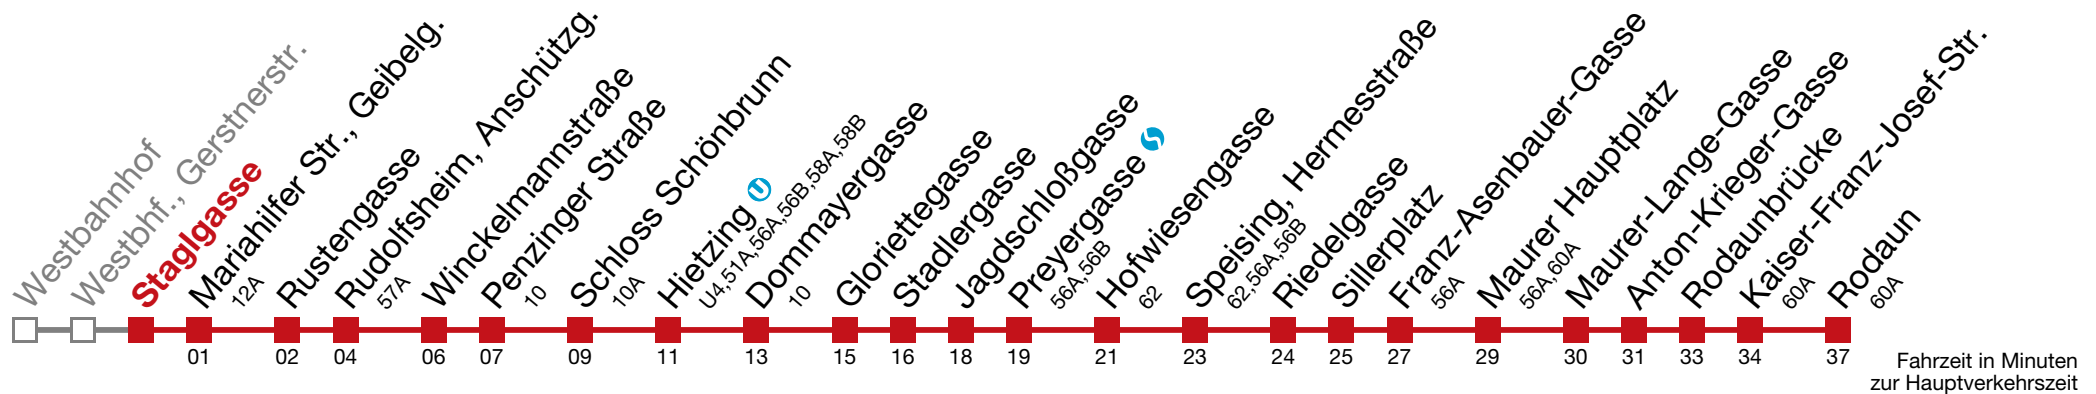 Westbahnhof
Westbhf., Gerstnerstr.
Staglgasse
Mariahilfer Str., Geibelg.
12A
Rustengasse
Rudolfsheim, Anschützg.
57A
Winckelmannstraße
Penzinger Straße
10
Schloss Schönbrunn
10A
Hietzing U
U4,51A,56A,56B,58A,58B
Dommayergasse
10
Gloriettegasse
Stadlergasse
Jagdschloßgasse
Preyergasse S
56A,56B
Hofwiesengasse
62
Speising, Hermesstraße
62,56A,56B
Riedelgasse
Sillerplatz
Franz-Asenbauer-Gasse
56A
Maurer Hauptplatz
56A,60A
Maurer-Lange-Gasse
Anton-Krieger-Gasse
Rodaunbrücke
Kaiser-Franz-Josef-Str.
60A
Rodaun
60A
01 02 04 06 07 09 11 13 15 16 18 19 21 23 24 25 27 29 30 31 33 34 37
Fahrzeit in Minuten
zur Hauptverkehrszeit